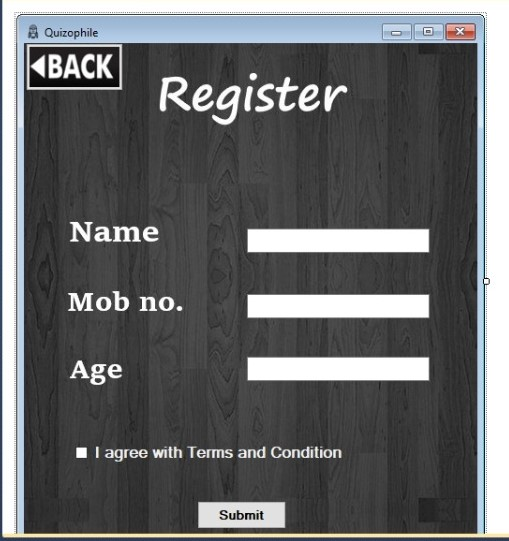 Quizophile
BACK
Register
Name
Mob no.
Age
I agree with Terms and Condition
Submit